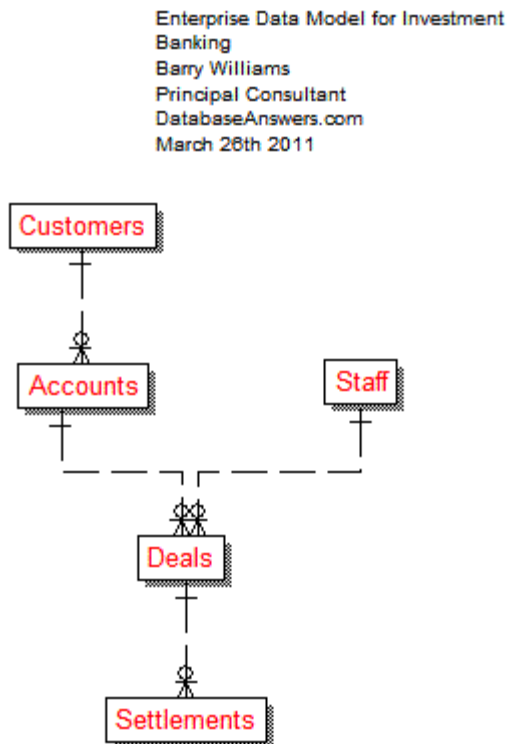 Enterprise Data Model for Investment
Banking
Barry Williams
Principal Consultant
DatabaseAnswers.com
March 26th 2011
Customers
Accounts
Staff
Deals
Settlements